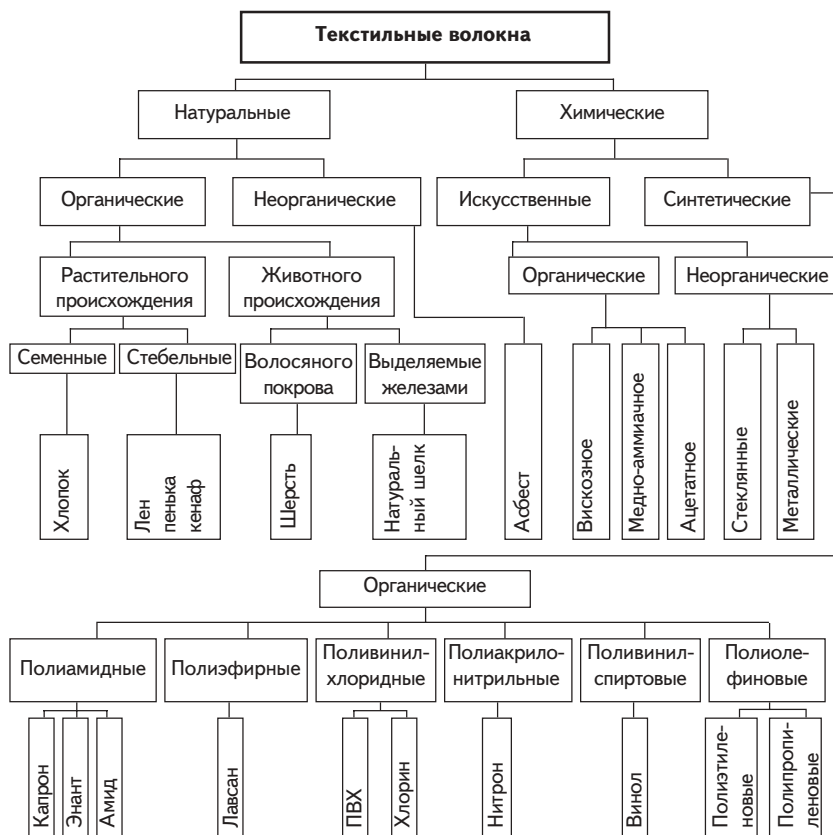 Текстильные волокна
Натуральные
Химические
Органические
Неорганические
Искусственные
Синтетические
Растительного
происхождения
Животного
происхождения
Органические
Неорганические
Семенные
Стебельные
Волосяного
покрова
Выделяемые
железами
Хлопок
Лен
пенька
кенаф
Шерсть
Натураль-
ный шелк
Асбест
Вискозное
Медно-аммиачное
Ацетатное
Стеклянные
Металлические
Органические
Полиамидные
Полиэфирные
Поливинил-
хлоридные
Полиакрило-
нитрильные
Поливинил-
спиртовые
Полиоле-
финовые
Капрон
Энант
Амид
Лавсан
ПВХ
Хлорин
Нитрон
Винол
Полиэтиле-
новые
Полипропи-
леновые